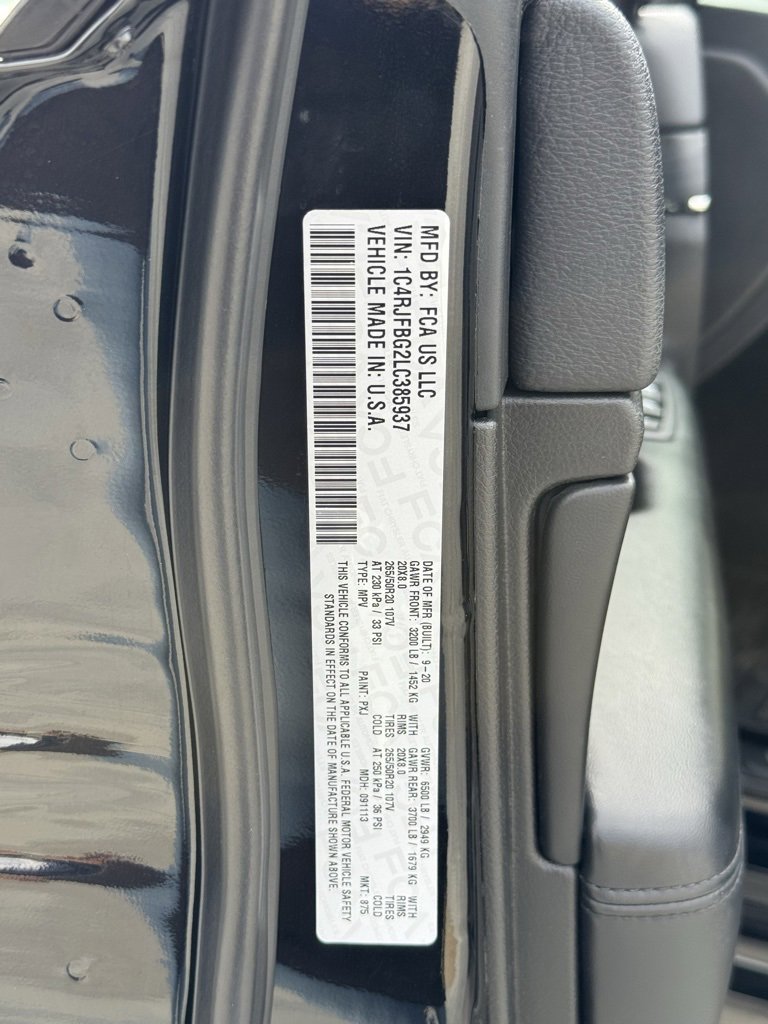 MFD BY: FCA US LLC
VIN: 1C4RJFBG2LC385937
VEHICLE MADE IN: U.S.A.
DATE OF MFR (BUILT): 9-20 GVWR: 6500 LB / 2949 KG
GAWR FRONT: 3200 LB / 1452 KG WITH GAWR REAR: 3700 LB / 1679 KG WITH
20X8.0 RIMS 20X8.0 RIMS
265/50R20 107V TIRES 265/50R20 107V TIRES
AT 230 kPa / 33 PSI COLD AT 250 kPa / 36 PSI COLD
TYPE: MPV PAINT: PXJ MDH: 091113 MKT: 875
THIS VEHICLE CONFORMS TO ALL APPLICABLE U.S.A. FEDERAL MOTOR VEHICLE SAFETY
STANDARDS IN EFFECT ON THE DATE OF MANUFACTURE SHOWN ABOVE.